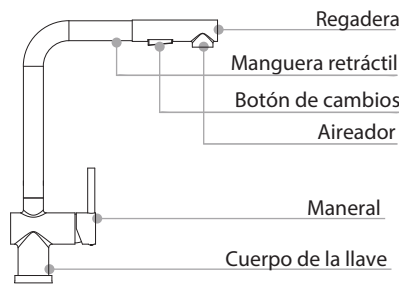 Regadera
Manguera retráctil
Botón de cambios
Aireador
Maneral
Cuerpo de la llave